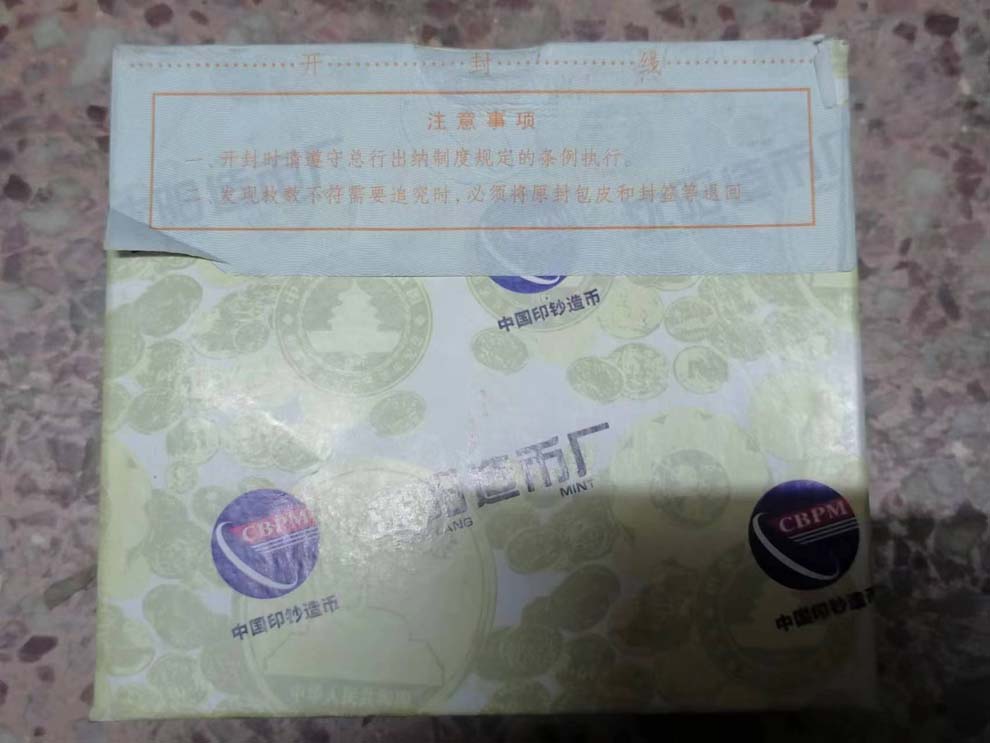 开封线
注意事项
一、开封时请遵守总行出纳制度规定的条例执行。
二、发现枚数不符需要追究时,必须将原封包皮和封签等退回
中国印钞造币
造币厂
MINT
CBPM
中国印钞造币
CBPM
中国印钞造币